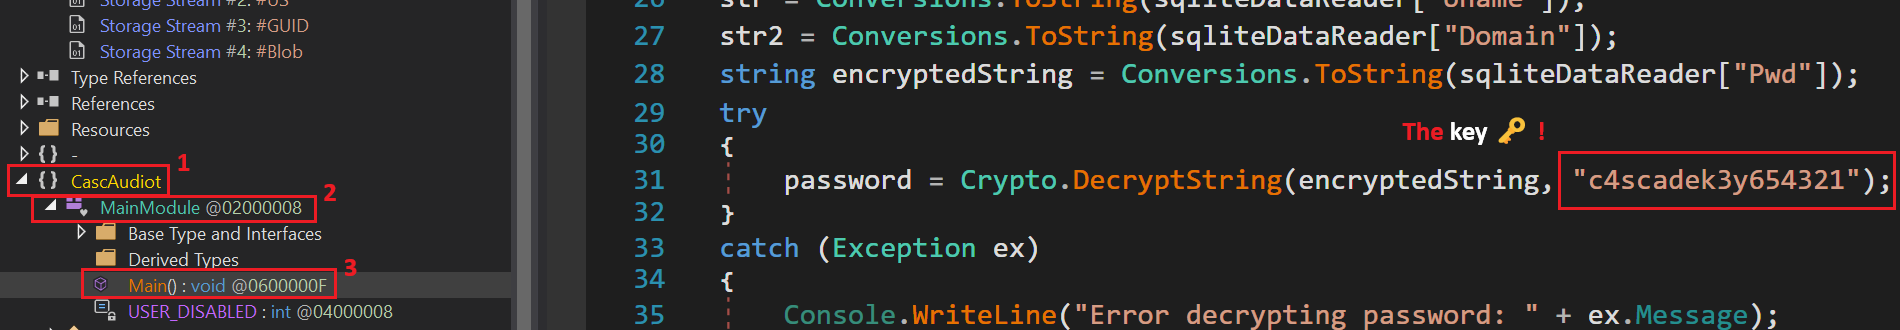 Storage Stream #2: #US
Storage Stream #3: #GUID
Storage Stream #4: #Blob
Type References
References
Resources
{ } -
{ } CascAudiot
1
MainModule @02000008
2
Base Type and Interfaces
Derived Types
Main() : void @0600000F
3
USER_DISABLED : int @04000008
26 str = Conversions.ToString(sqliteDataReader["Uname"]);
27 str2 = Conversions.ToString(sqliteDataReader["Domain"]);
28 string encryptedString = Conversions.ToString(sqliteDataReader["Pwd"]);
29 try
The key 🔑 !
30 {
31 password = Crypto.DecryptString(encryptedString, "c4scadek3y654321");
32 }
33 catch (Exception ex)
34 {
35 Console.WriteLine("Error decrypting password: " + ex.Message);